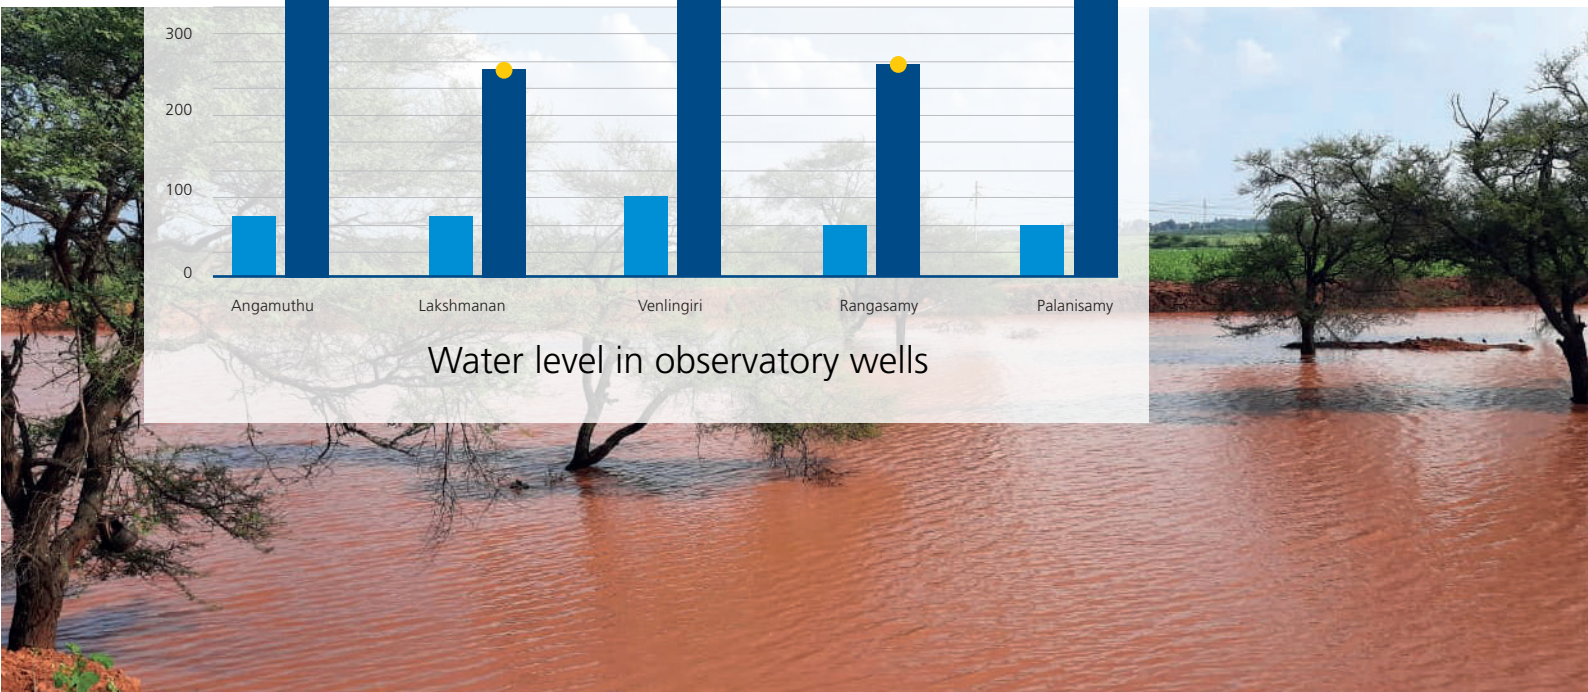 300
200
100
0
Angamuthu Lakshmanan Venlingiri Rangasamy Palanisamy
Water level in observatory wells